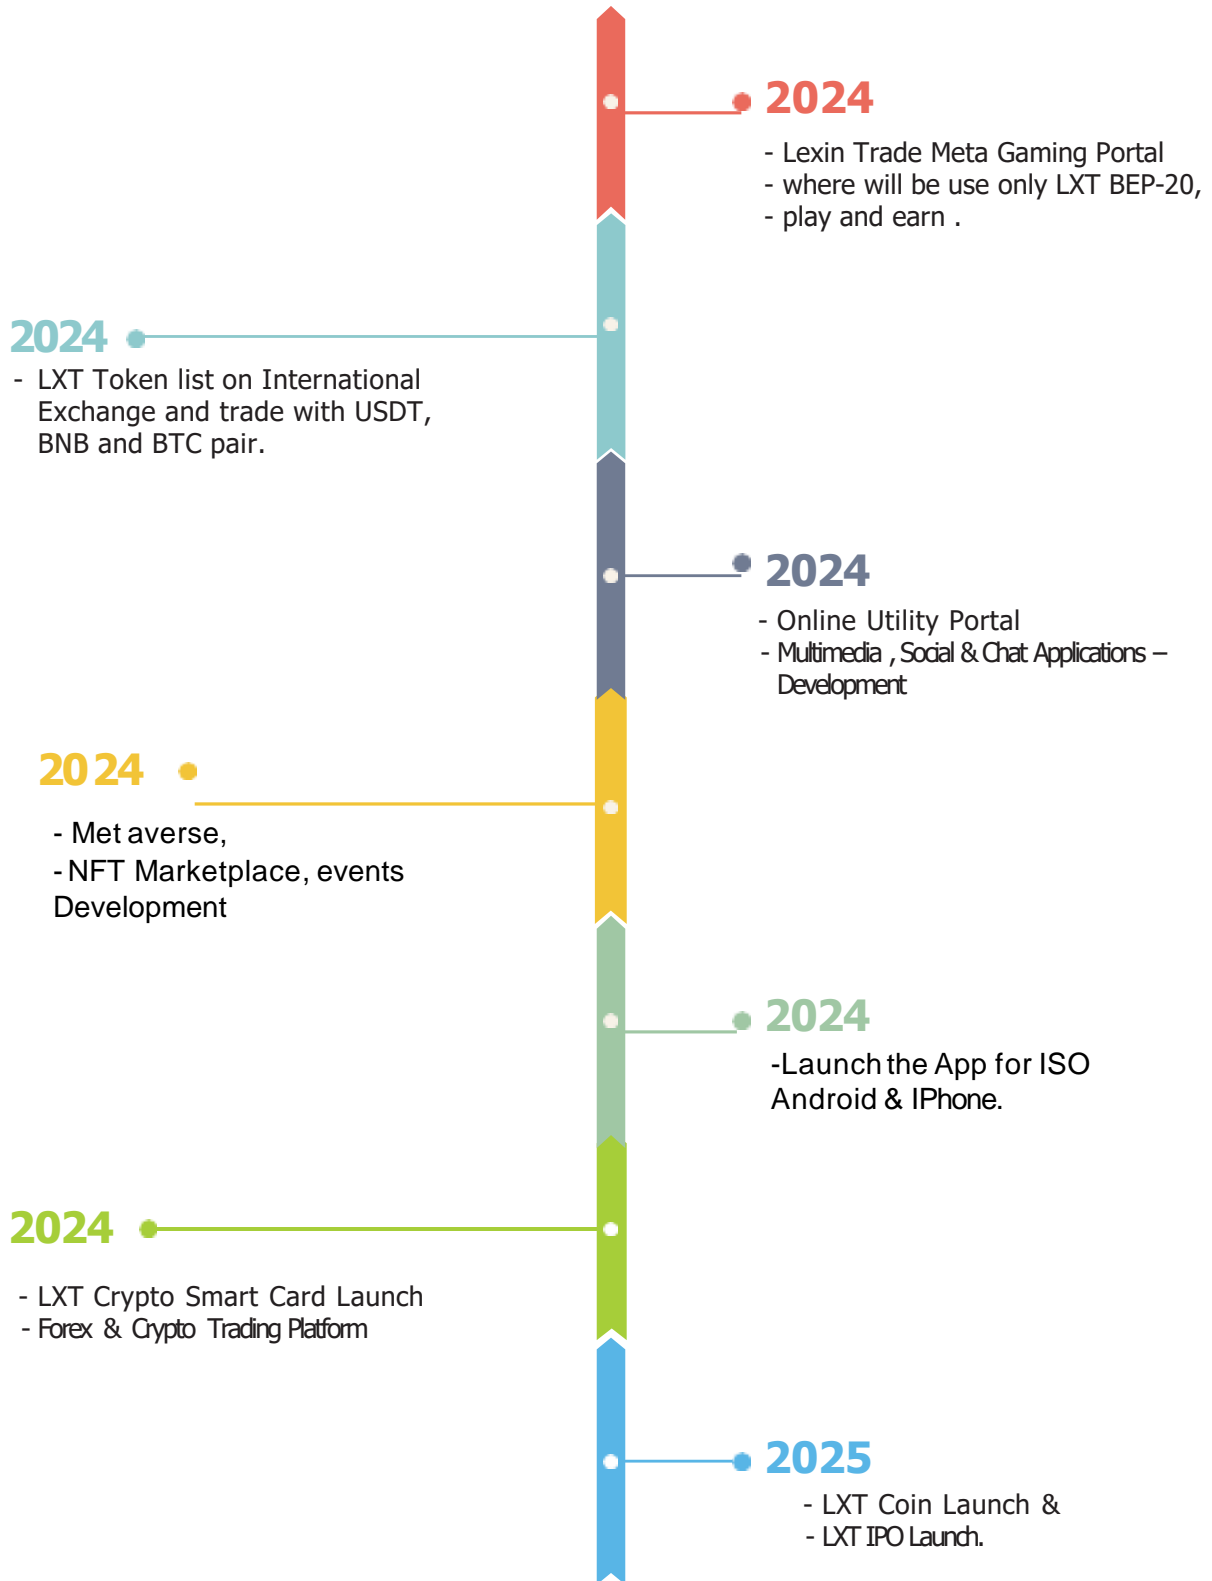 2024
- Lexin Trade Meta Gaming Portal
- where will be use only LXT BEP-20,
- play and earn .
2024
- LXT Token list on International
Exchange and trade with USDT,
BNB and BTC pair.
2024
- Online Utility Portal
- Multimedia , Social & Chat Applications –
Development
2024
- Met averse,
- NFT Marketplace, events
Development
2024
-Launch the App for ISO
Android & IPhone.
2024
- LXT Crypto Smart Card Launch
- Forex & Crypto Trading Platform
2025
- LXT Coin Launch &
- LXT IPO Launch.